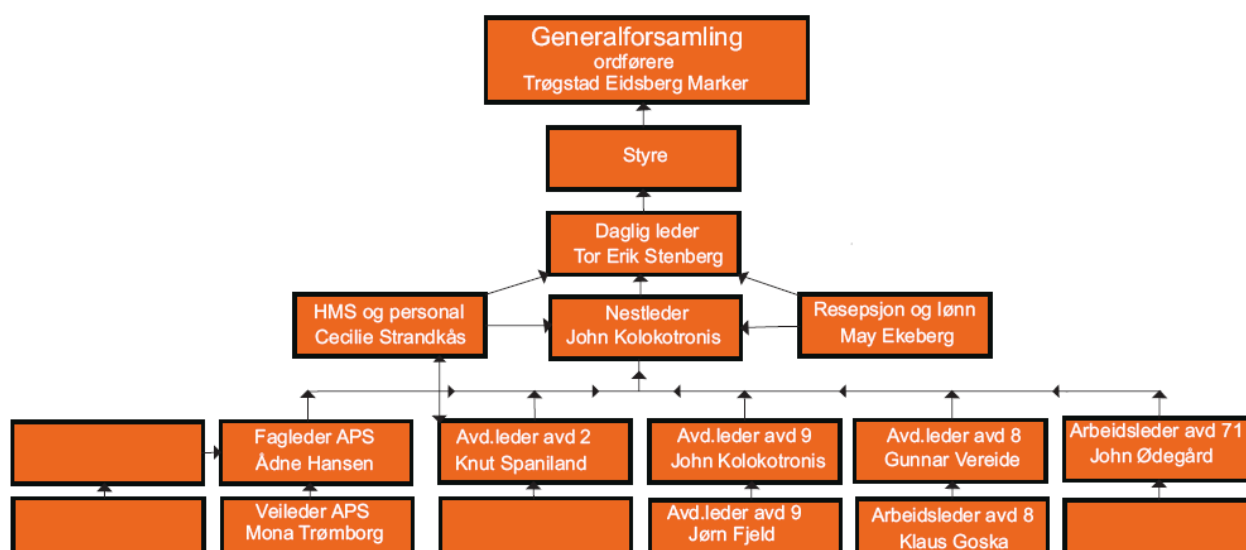 Generalforsamling
ordførere
Trøgstad Eidsberg Marker
Styre
Daglig leder
Tor Erik Stenberg
HMS og personal
Cecilie Strandkås
Nestleder
John Kolokotronis
Resepsjon og lønn
May Ekeberg
Fagleder APS
Ådne Hansen
Avd.leder avd 2
Knut Spaniland
Avd.leder avd 9
John Kolokotronis
Avd.leder avd 8
Gunnar Vereide
Arbeidsleder avd 71
John Ødegård
Veileder APS
Mona Trømborg
Avd.leder avd 9
Jørn Fjeld
Arbeidsleder avd 8
Klaus Goska